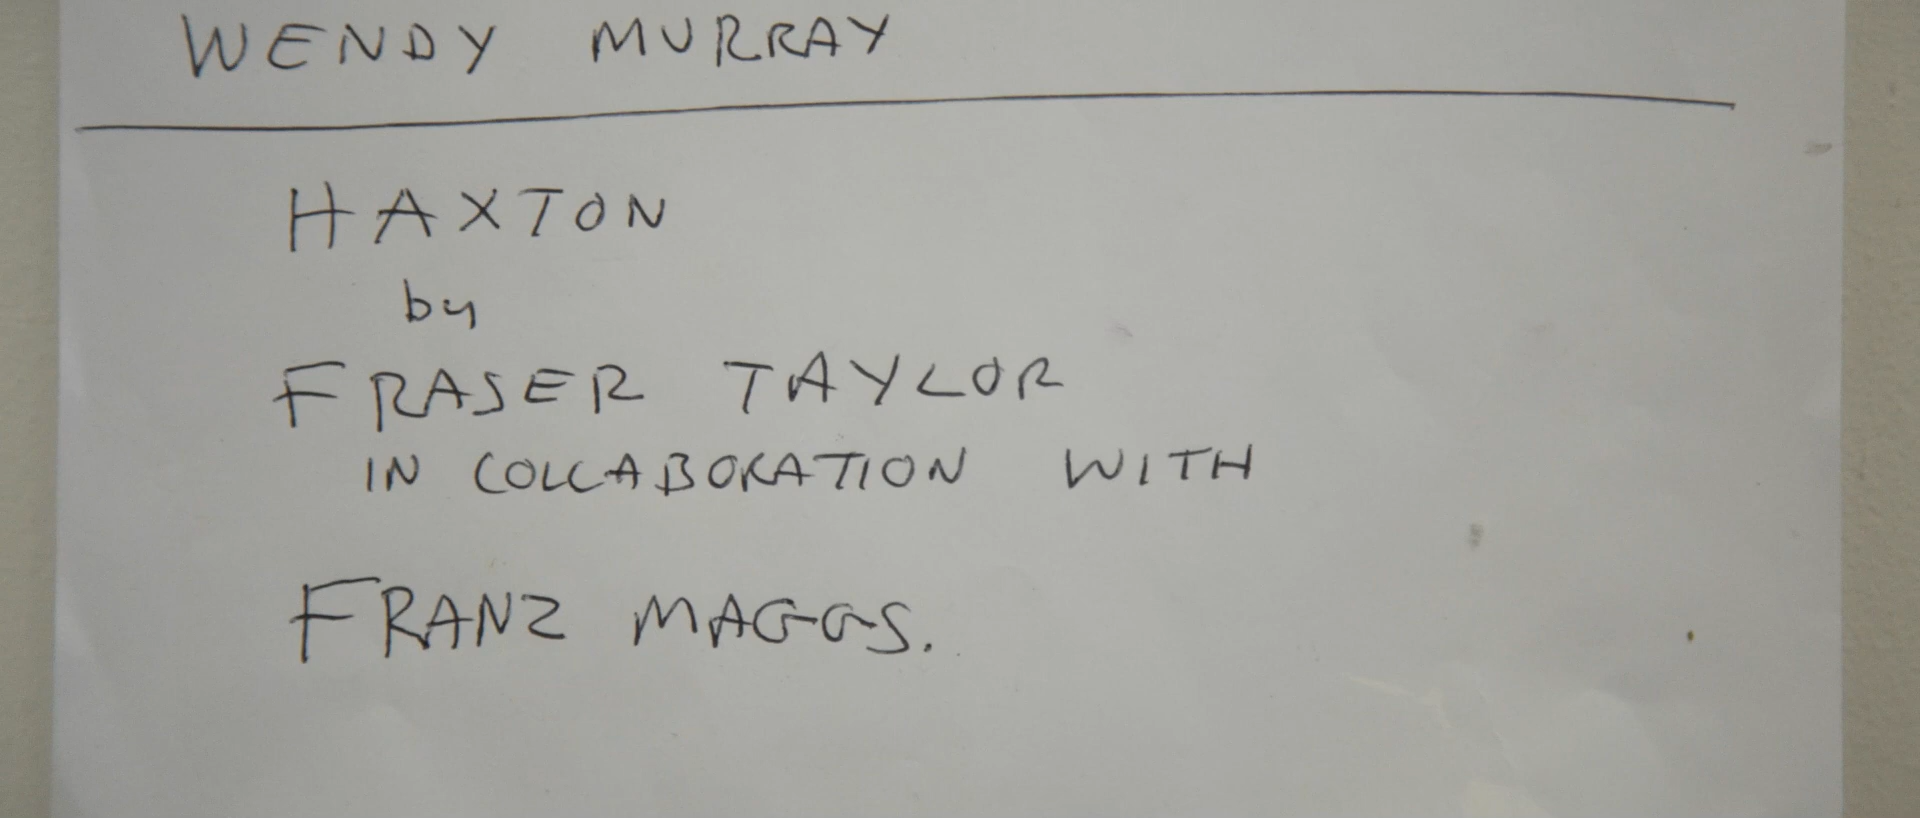 WENDY MURRAY
HAXTON
by
FRASER TAYLOR
IN COLLABORATION WITH
FRANZ MAGGS.